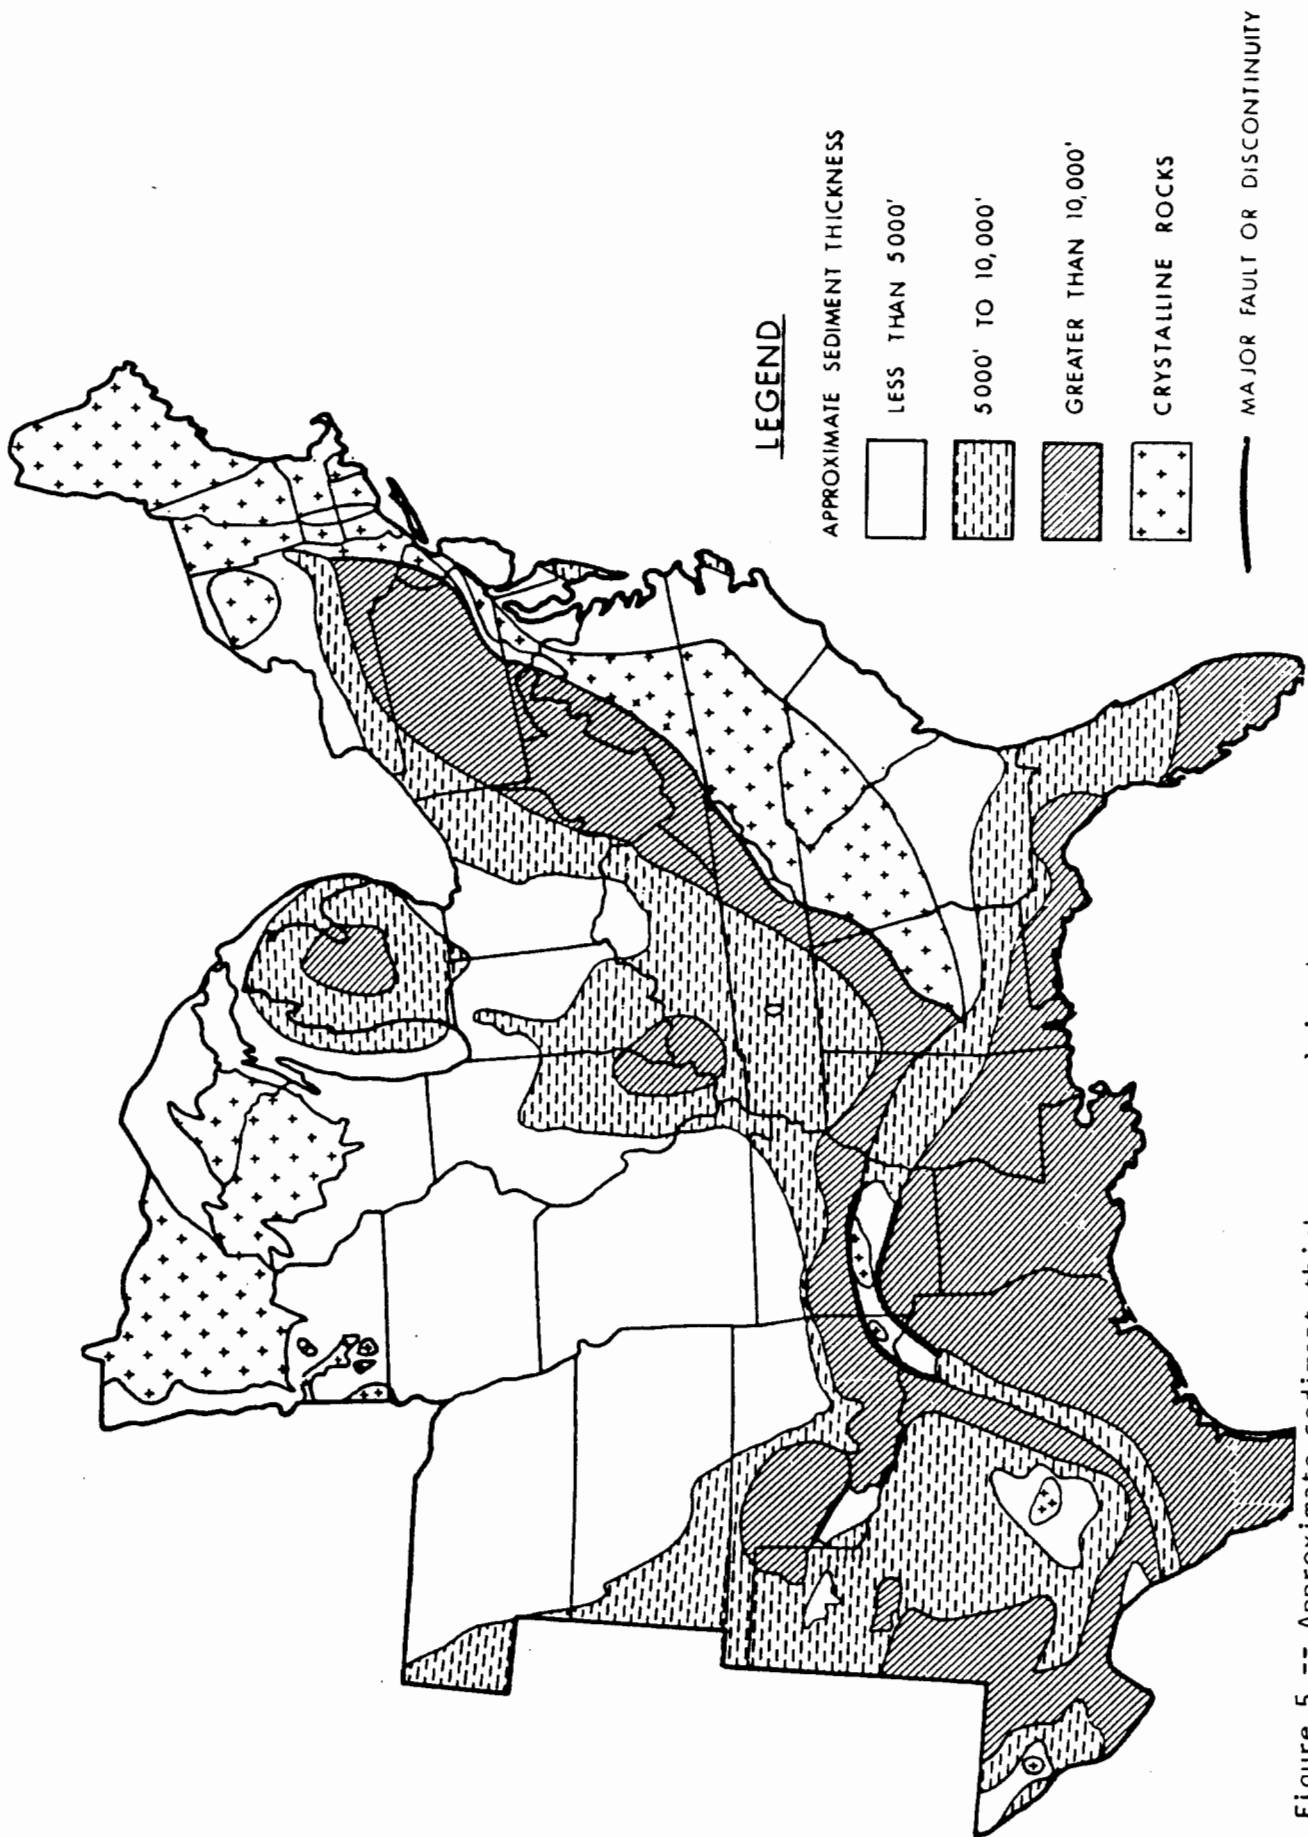 LEGEND
APPROXIMATE SEDIMENT THICKNESS
LESS THAN 5000'
5000' TO 10,000'
GREATER THAN 10,000'
CRYSTALLINE ROCKS
MAJOR FAULT OR DISCONTINUITY
Figure 5 -- Approximate sediment